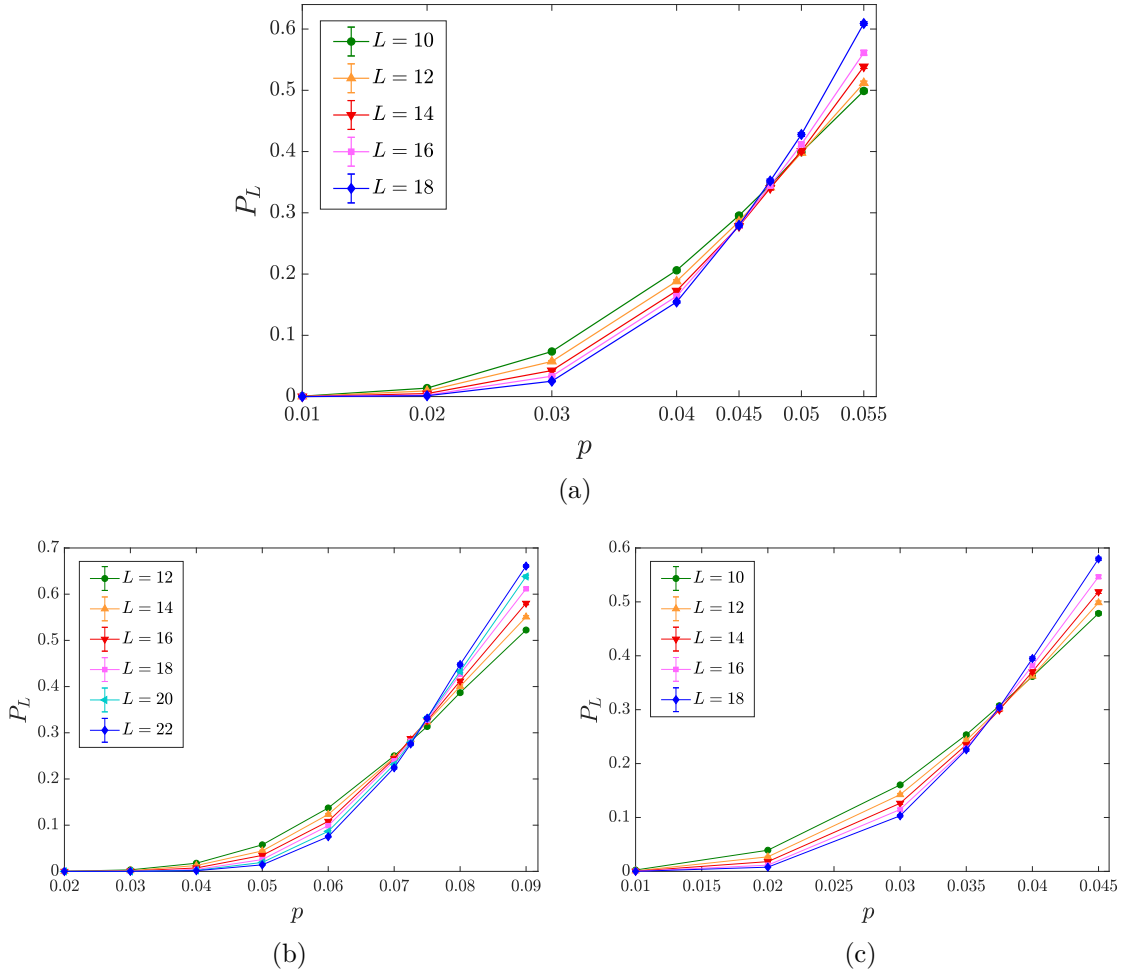 0.6
0.5
0.4
0.3
0.2
0.1
0
P_L
L = 10
L = 12
L = 14
L = 16
L = 18
0.01 0.02 0.03 0.04 0.045 0.05 0.055
p
(a)
0.7
0.6
0.5
0.4
0.3
0.2
0.1
0
P_L
L = 12
L = 14
L = 16
L = 18
L = 20
L = 22
0.02 0.03 0.04 0.05 0.06 0.07 0.08 0.09
p
(b)
0.6
0.5
0.4
0.3
0.2
0.1
0
P_L
L = 10
L = 12
L = 14
L = 16
L = 18
0.01 0.015 0.02 0.025 0.03 0.035 0.04 0.045
p
(c)